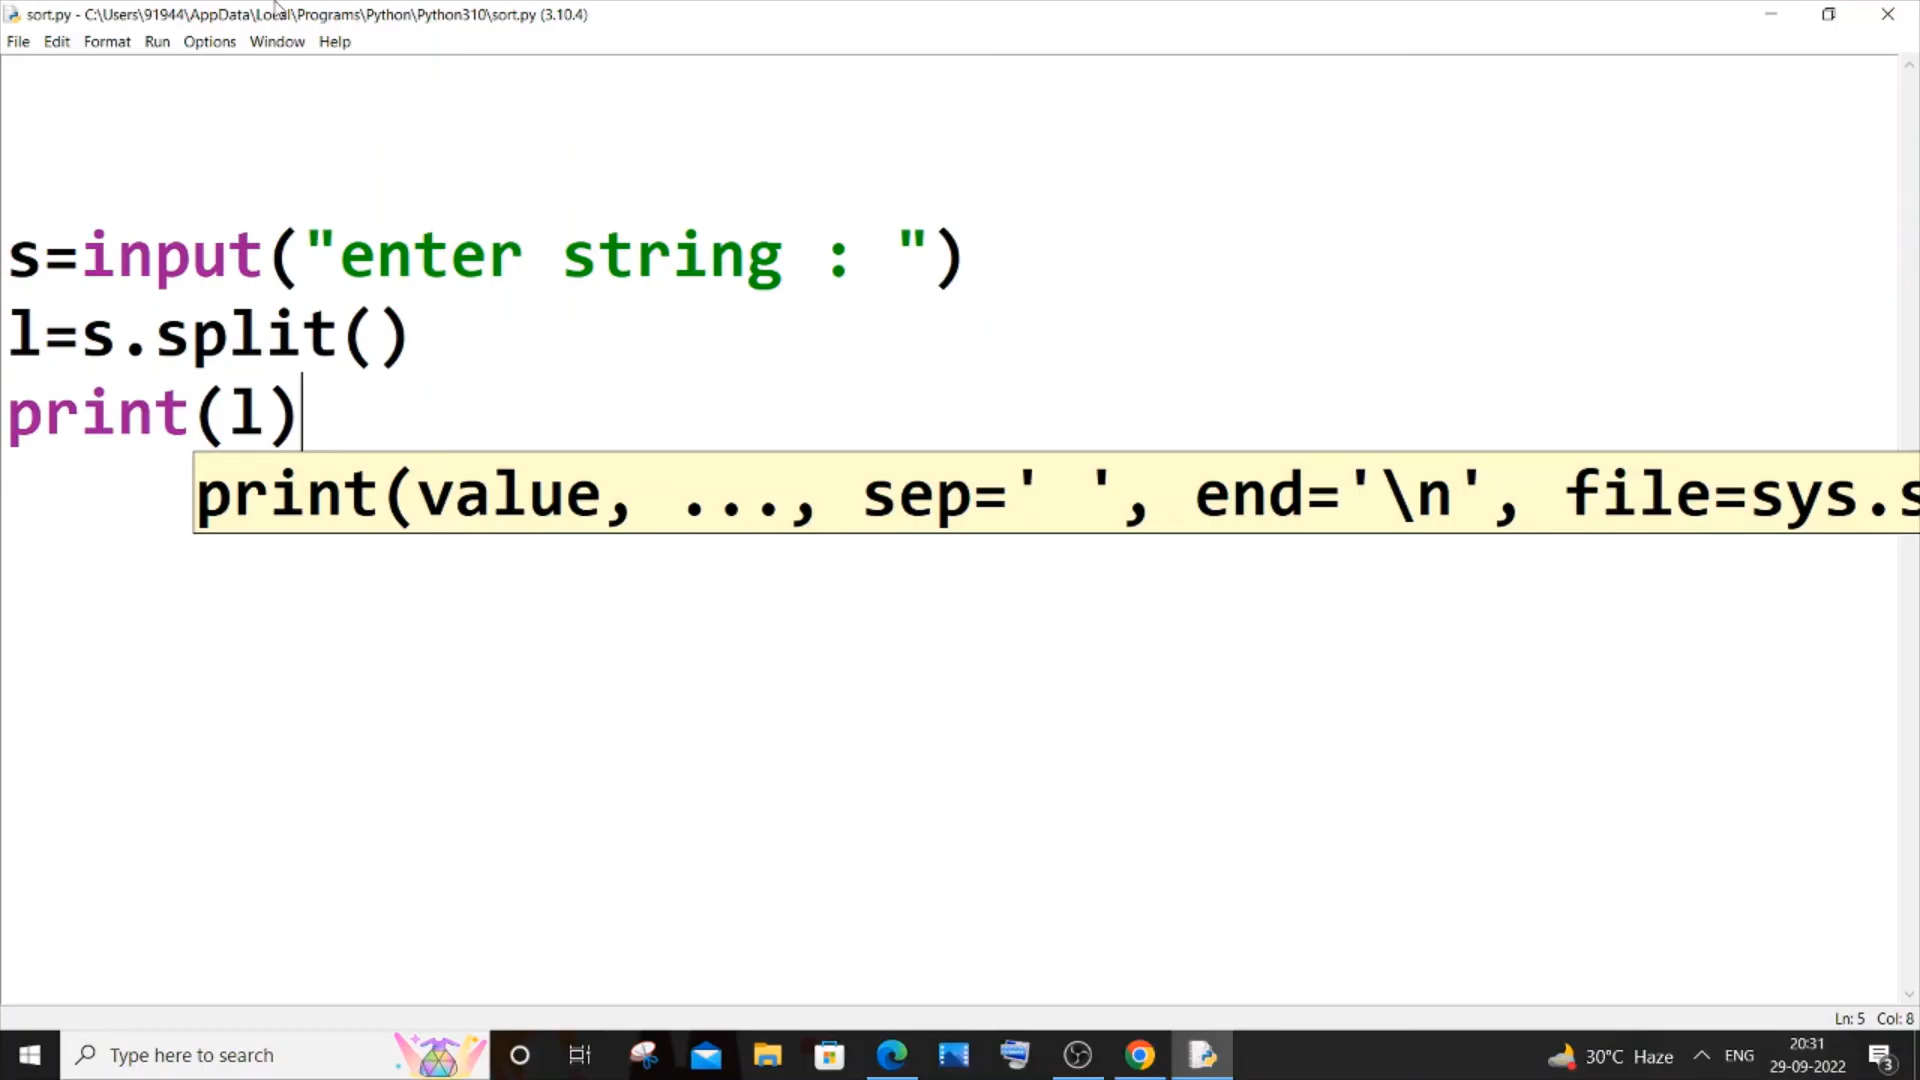 sort.py - C:\Users\91944\AppData\Local\Programs\Python\Python310\sort.py (3.10.4)
File Edit Format Run Options Window Help
s=input("enter string : ")
l=s.split()
print(l)
print(value, ..., sep=' ', end='\n', file=sys.s
Ln: 5 Col: 8
Type here to search
30°C Haze
ENG
20:31
29-09-2022
3